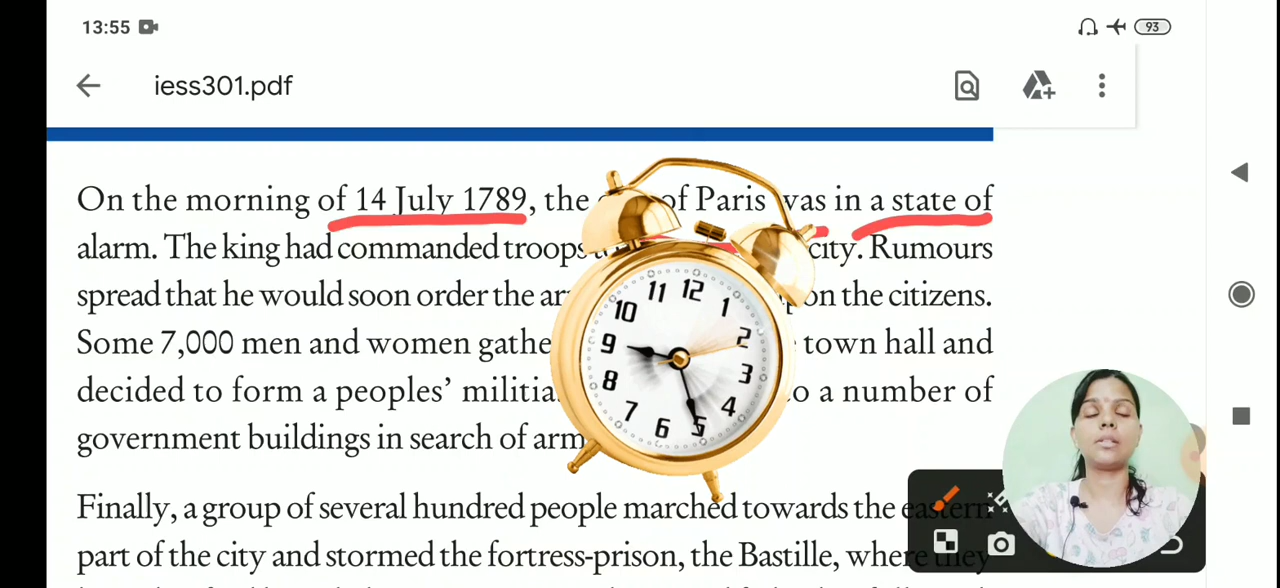 13:55 93
iess301.pdf
On the morning of 14 July 1789, the of Paris was in a state of
alarm. The king had commanded troops city. Rumours
spread that he would soon order the the citizens.
Some 7,000 men and women town hall and
decided to form a peoples’ militia a number of
government buildings in search of
12
1
2
3
4
5
6
7
8
9
10
11
Finally, a group of several hundred people marched towards the eastern
part of the city and stormed the fortress-prison, the Bastille, where they